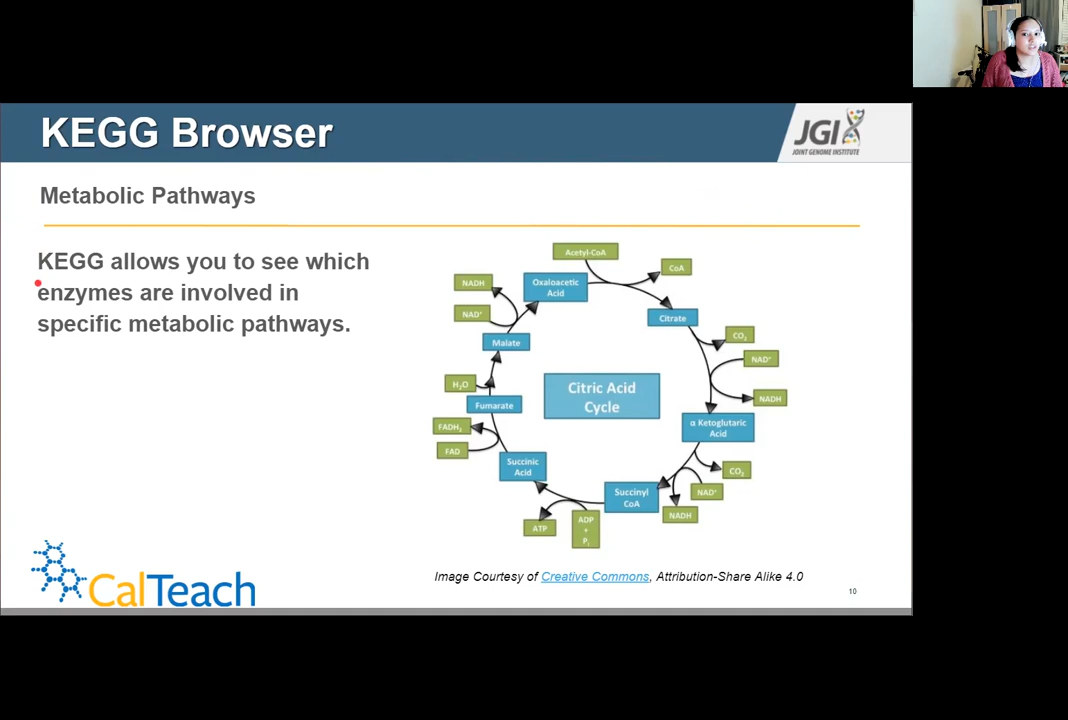 KEGG Browser
JGI
JOINT GENOME INSTITUTE
Metabolic Pathways
KEGG allows you to see which
enzymes are involved in
specific metabolic pathways.
Acetyl-CoA
CoA
Oxaloacetic
Acid
NADH
NAD⁺
Citrate
CO₂
Malate
NAD⁺
NADH
Citric Acid
Cycle
H₂O
Fumarate
α Ketoglutaric
Acid
FADH₂
FAD
Succinic
Acid
CO₂
NAD⁺
Succinyl
CoA
NADH
ATP
ADP
+
Pᵢ
CalTeach
Image Courtesy of Creative Commons, Attribution-Share Alike 4.0
10